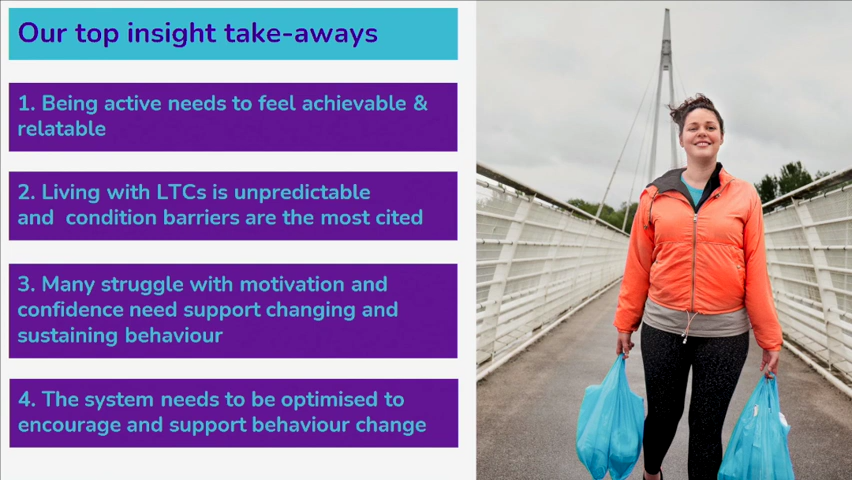 Our top insight take-aways
1. Being active needs to feel achievable &
relatable
2. Living with LTCs is unpredictable
and  condition barriers are the most cited
3. Many struggle with motivation and
confidence need support changing and
sustaining behaviour
4. The system needs to be optimised to
encourage and support behaviour change